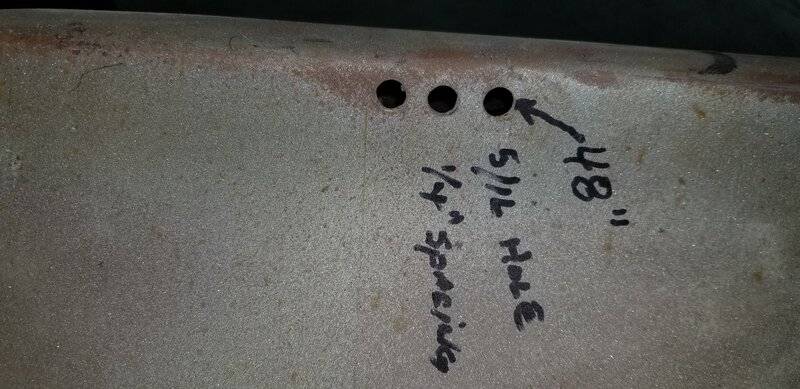 48"
5/16 HOLE
1/4" Spacing